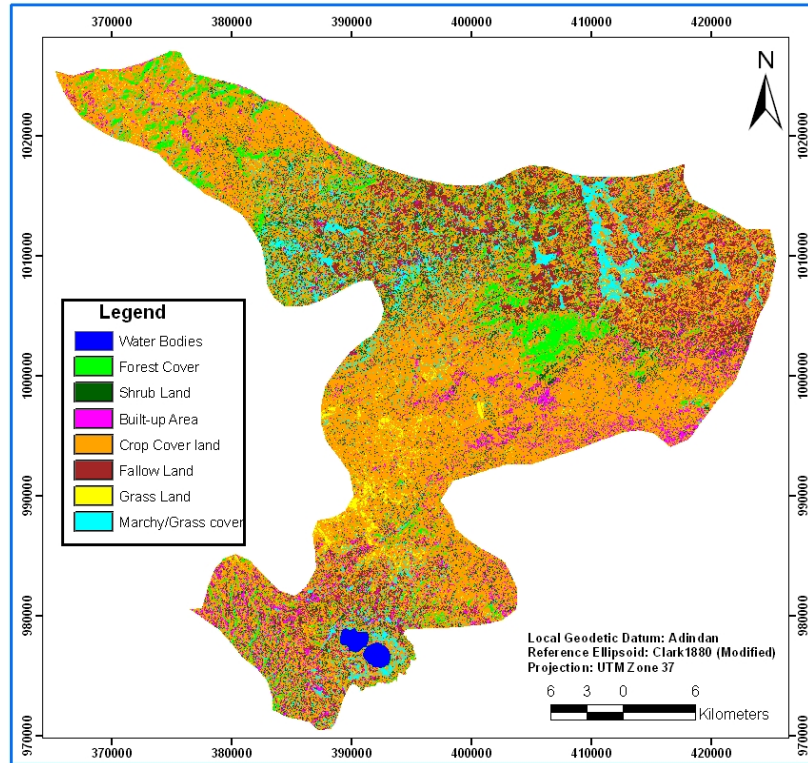 370000 380000 390000 400000 410000 420000
N
1020000 1020000
1010000 1010000
1000000 1000000
990000 990000
980000 980000
970000 970000
Legend
Water Bodies
Forest Cover
Shrub Land
Built-up Area
Crop Cover land
Fallow Land
Grass Land
Marchy/Grass cover
Local Geodetic Datum: Adindan
Reference Ellipsoid: Clark1880 (Modified)
Projection: UTM Zone 37
6 3 0 6
Kilometers
370000 380000 390000 400000 410000 420000